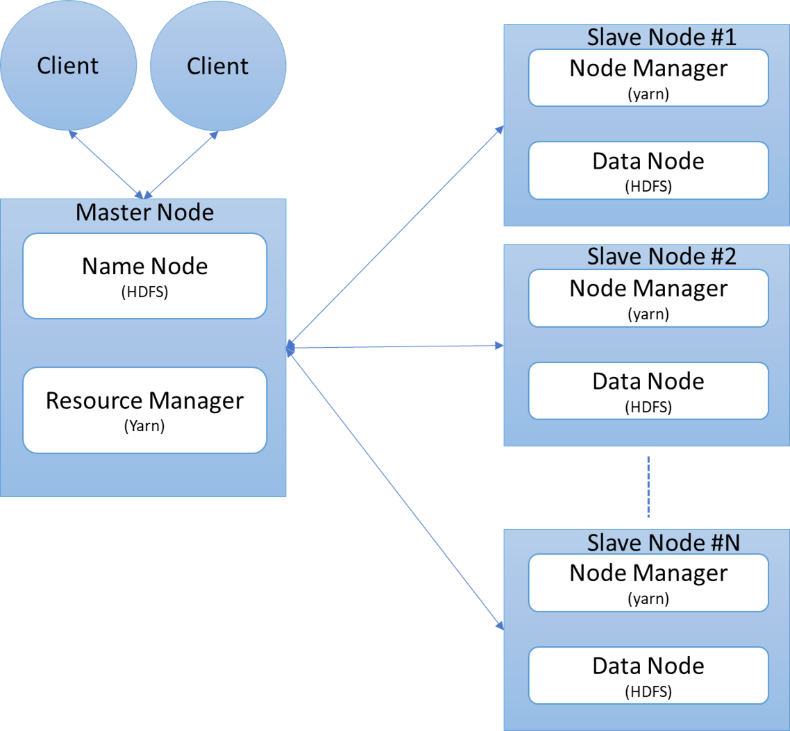 Client
Client
Master Node
Name Node
(HDFS)
Resource Manager
(Yarn)
Slave Node #1
Node Manager
(yarn)
Data Node
(HDFS)
Slave Node #2
Node Manager
(yarn)
Data Node
(HDFS)
Slave Node #N
Node Manager
(yarn)
Data Node
(HDFS)